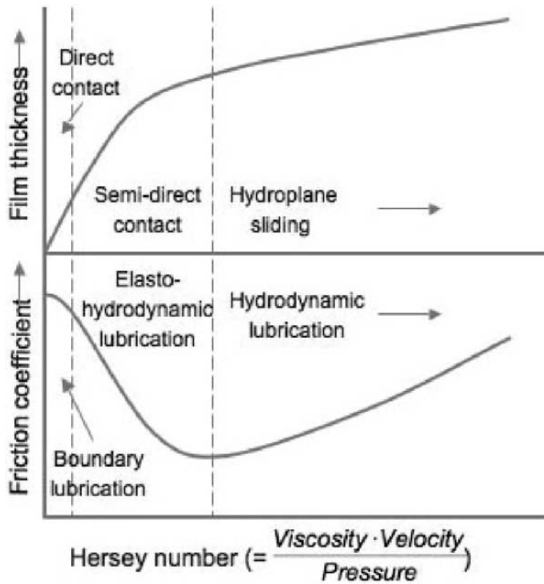 Film thickness
Direct
contact
Semi-direct
contact
Hydroplane
sliding
Friction coefficient
Elasto-
hydrodynamic
lubrication
Hydrodynamic
lubrication
Boundary
lubrication
Hersey number (= Viscosity · Velocity / Pressure )